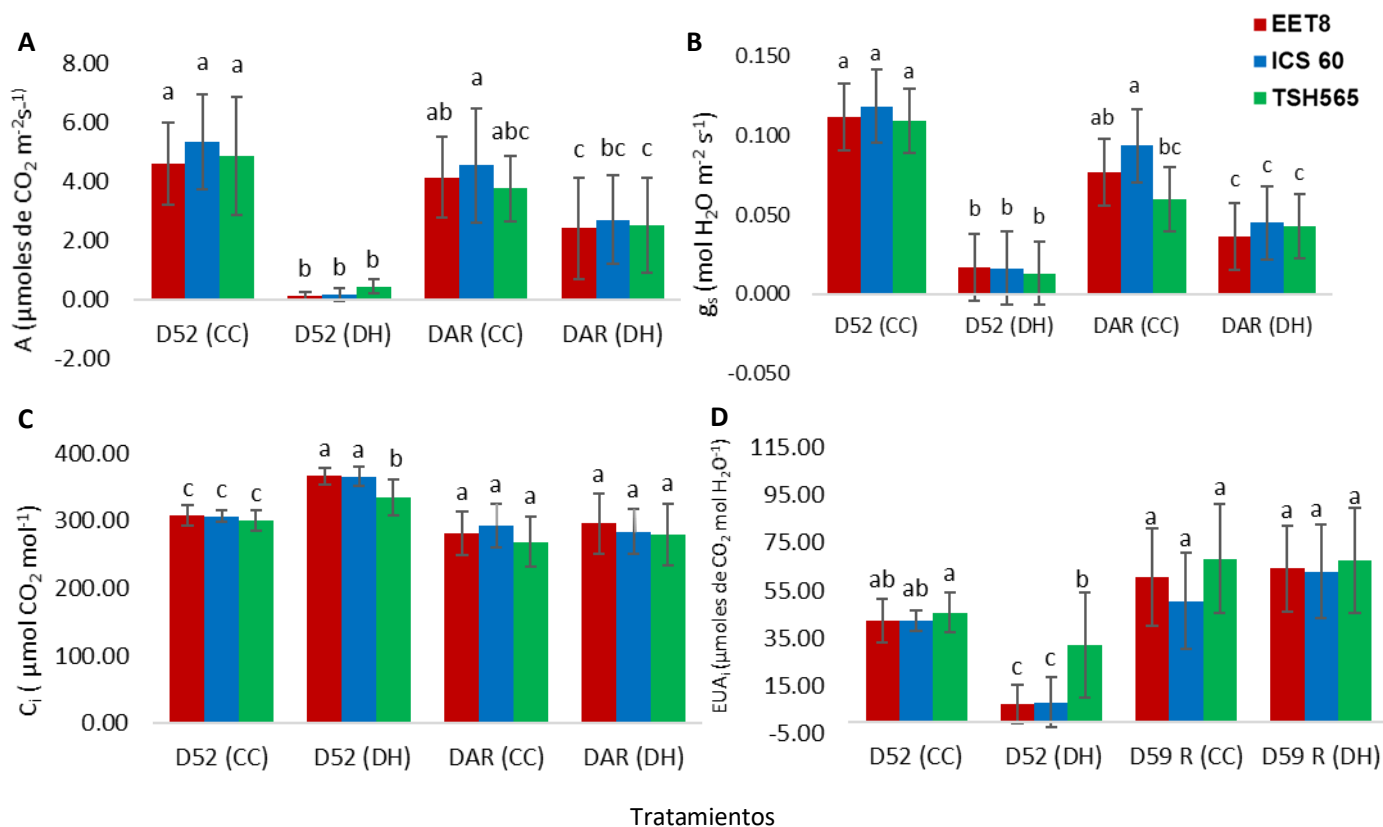 A
8.00
6.00
4.00
2.00
0.00
-2.00
A (µmoles de CO2 m-2s-1)
a a a
b b b
ab a abc
c bc c
D52 (CC) D52 (DH) DAR (CC) DAR (DH)
B
0.150
0.100
0.050
0.000
-0.050
gs (mol H2O m-2 s-1)
a a a
b b b
ab a bc
c c c
D52 (CC) D52 (DH) DAR (CC) DAR (DH)
EET8
ICS 60
TSH565
C
400.00
300.00
200.00
100.00
0.00
Ci ( µmol CO2 mol-1)
c c c
a a b
a a a
a a a
D52 (CC) D52 (DH) DAR (CC) DAR (DH)
D
115.00
95.00
75.00
55.00
35.00
15.00
-5.00
EUAi (µmoles de CO2 mol H2O-1)
ab ab a
c c b
a a a
a a a
D52 (CC) D52 (DH) D59 R (CC) D59 R (DH)
Tratamientos